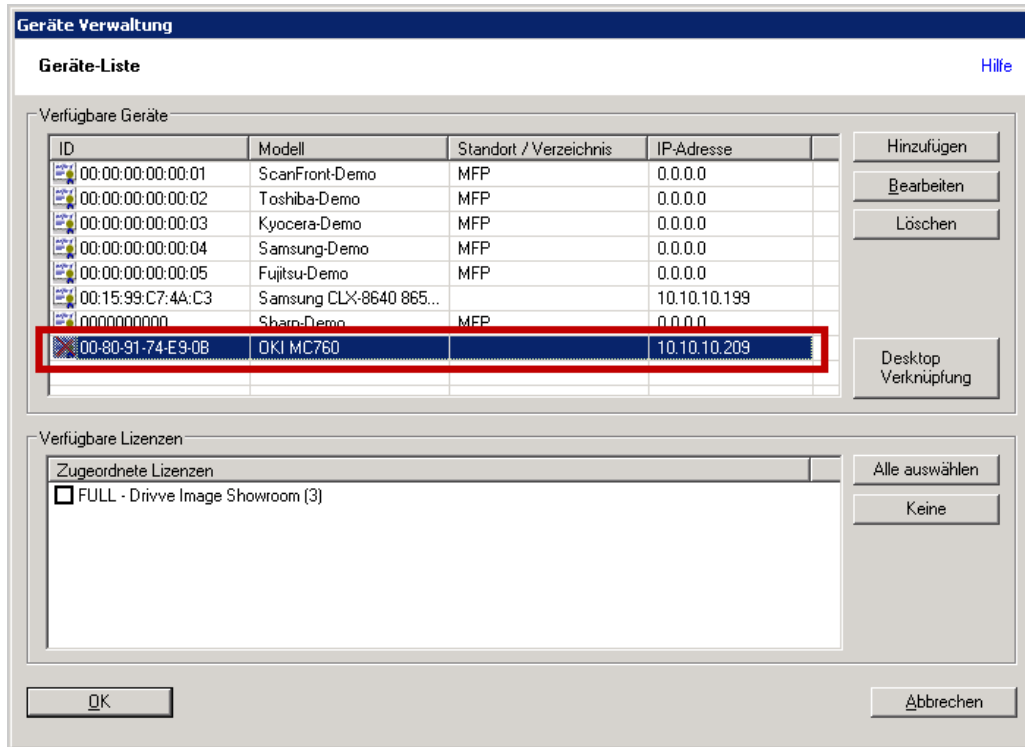 Geräte Verwaltung
Geräte-Liste
Hilfe
Verfügbare Geräte
ID Modell Standort / Verzeichnis IP-Adresse
00:00:00:00:00:01 ScanFront-Demo MFP 0.0.0.0
00:00:00:00:00:02 Toshiba-Demo MFP 0.0.0.0
00:00:00:00:00:03 Kyocera-Demo MFP 0.0.0.0
00:00:00:00:00:04 Samsung-Demo MFP 0.0.0.0
00:00:00:00:00:05 Fujitsu-Demo MFP 0.0.0.0
00:15:99:C7:4A:C3 Samsung CLX-8640 865... 10.10.10.199
0000000000 Sharp-Demo MFP 0.0.0.0
00-80-91-74-E9-0B OKI MC760 10.10.10.209
Hinzufügen
Bearbeiten
Löschen
Desktop
Verknüpfung
Verfügbare Lizenzen
Zugeordnete Lizenzen
FULL - Drivve Image Showroom (3)
Alle auswählen
Keine
OK
Abbrechen